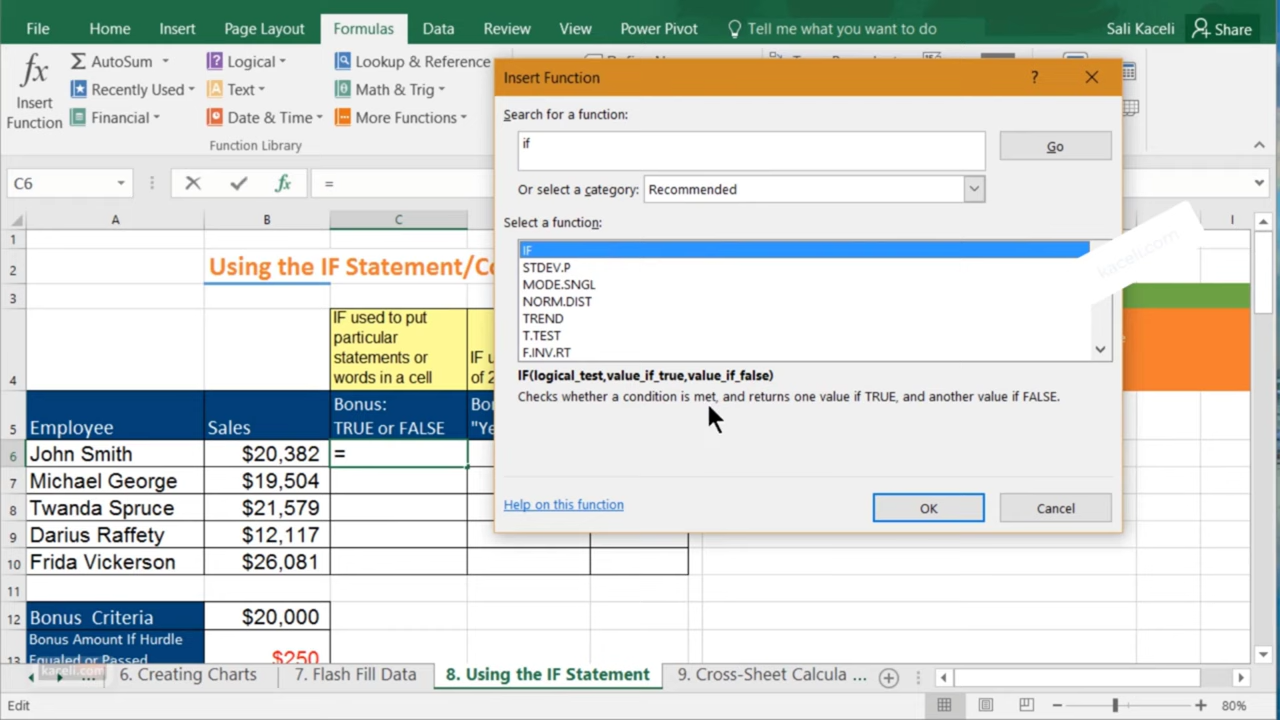 File Home Insert Page Layout Formulas Data Review View Power Pivot Tell me what you want to do Sali Kaceli Share
fx Insert Function
Σ AutoSum
Recently Used
Financial
? Logical
A Text
Date & Time
Lookup & Reference
θ Math & Trig
More Functions
Function Library
Insert Function ? ×
Search for a function:
if
Go
Or select a category: Recommended
Select a function:
IF
STDEV.P
MODE.SNGL
NORM.DIST
TREND
T.TEST
F.INV.RT
IF(logical_test,value_if_true,value_if_false)
Checks whether a condition is met, and returns one value if TRUE, and another value if FALSE.
Help on this function
OK Cancel
kaceli.com
C6 fx =
A B C I
1
2 Using the IF Statement/Co
3
4 IF used to put
particular
statements or
words in a cell
IF u
of 2
5 Employee Sales Bonus:
TRUE or FALSE
Bor
"Ye
6 John Smith $20,382 =
7 Michael George $19,504
8 Twanda Spruce $21,579
9 Darius Raffety $12,117
10 Frida Vickerson $26,081
11
12 Bonus Criteria $20,000
13 Bonus Amount If Hurdle
Equaled or Passed $250
kaceli.com
... 6. Creating Charts 7. Flash Fill Data 8. Using the IF Statement 9. Cross-Sheet Calcula ...
Edit 80%